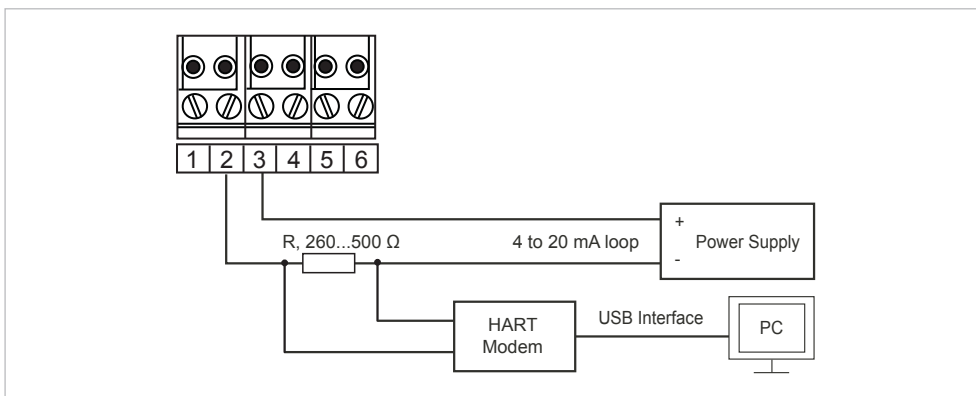 1 2 3 4 5 6
+
R, 260...500 Ω 4 to 20 mA loop Power Supply
-
USB Interface
HART
Modem
PC